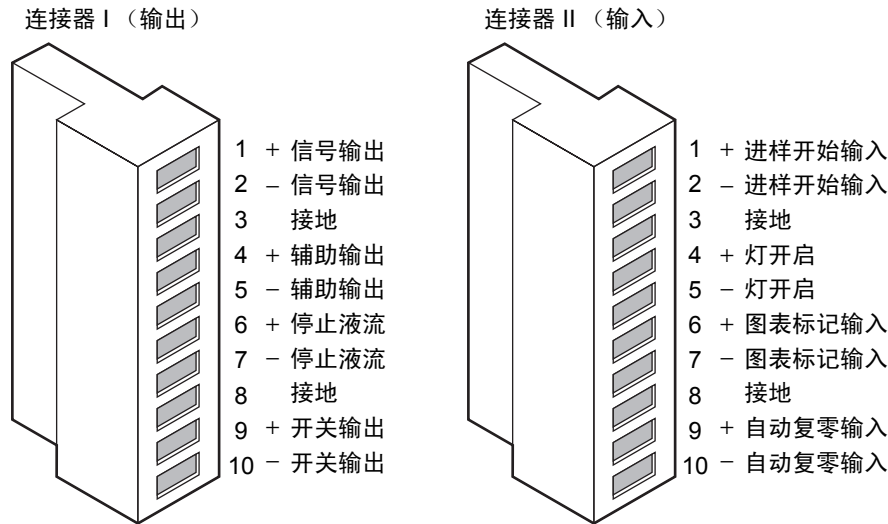 连接器 I （输出）
1 + 信号输出
2 – 信号输出
3 接地
4 + 辅助输出
5 – 辅助输出
6 + 停止液流
7 – 停止液流
8 接地
9 + 开关输出
10 – 开关输出
连接器 II （输入）
1 + 进样开始输入
2 – 进样开始输入
3 接地
4 + 灯开启
5 – 灯开启
6 + 图表标记输入
7 – 图表标记输入
8 接地
9 + 自动复零输入
10 – 自动复零输入